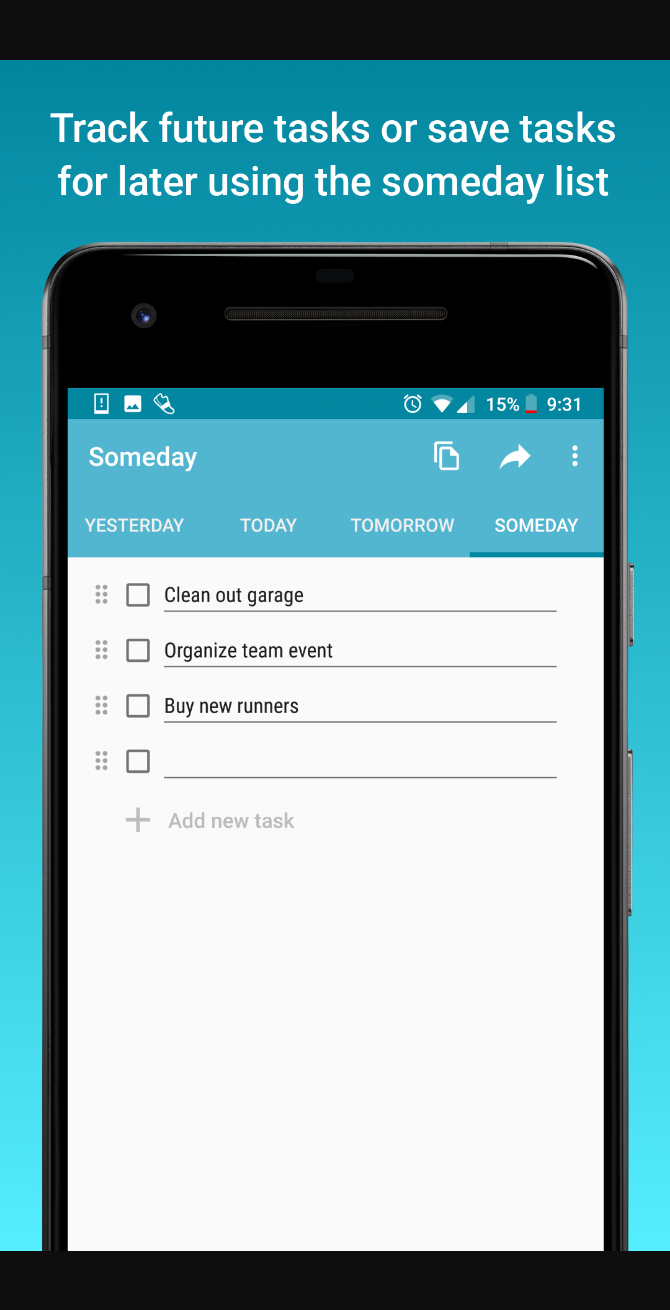 Track future tasks or save tasks
for later using the someday list
15% 9:31
Someday
YESTERDAY TODAY TOMORROW SOMEDAY
Clean out garage
Organize team event
Buy new runners
Add new task